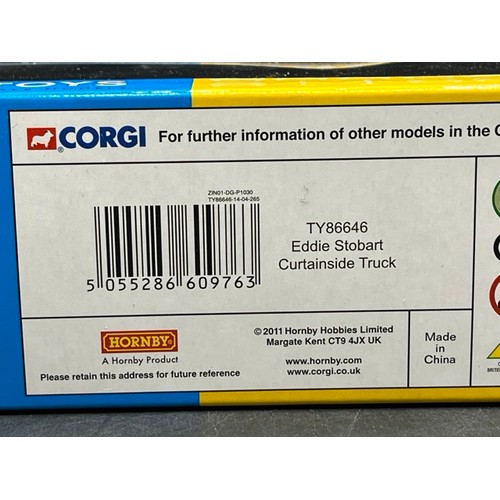 TOYS
CORGI For further information of other models in the
ZIN01-DG-P1030
TY86646-14-04-265
5 055286 609763
TY86646
Eddie Stobart
Curtainside Truck
HORNBY®
A Hornby Product
Please retain this address for future reference
© 2011 Hornby Hobbies Limited
Margate Kent CT9 4JX UK
www.hornby.com
www.corgi.co.uk
Made in
China